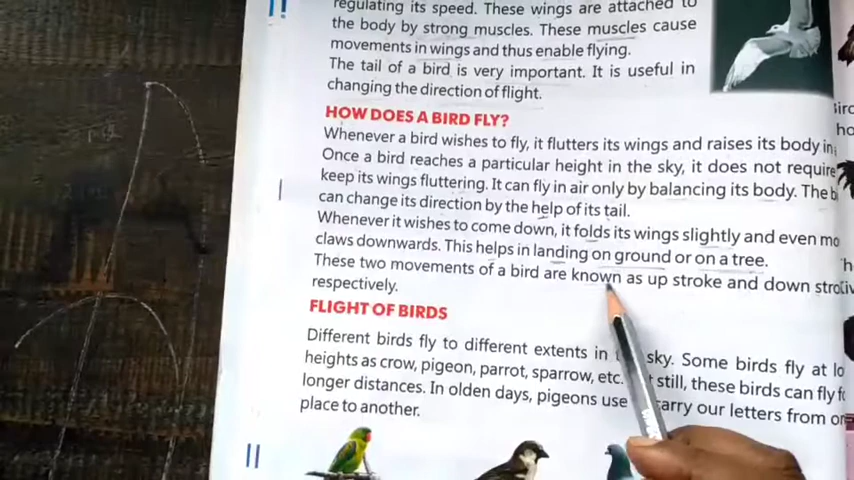 regulating its speed. These wings are attached to
the body by strong muscles. These muscles cause
movements in wings and thus enable flying.
The tail of a bird is very important. It is useful in
changing the direction of flight.
HOW DOES A BIRD FLY?
Whenever a bird wishes to fly, it flutters its wings and raises its body in
Once a bird reaches a particular height in the sky, it does not require
keep its wings fluttering. It can fly in air only by balancing its body. The b
can change its direction by the help of its tail.
Whenever it wishes to come down, it folds its wings slightly and even mo
claws downwards. This helps in landing on ground or on a tree.
These two movements of a bird are known as up stroke and down strok
respectively.
FLIGHT OF BIRDS
Different birds fly to different extents in sky. Some birds fly at lo
heights as crow, pigeon, parrot, sparrow, etc. still, these birds can fly f
longer distances. In olden days, pigeons use carry our letters from o
place to another.